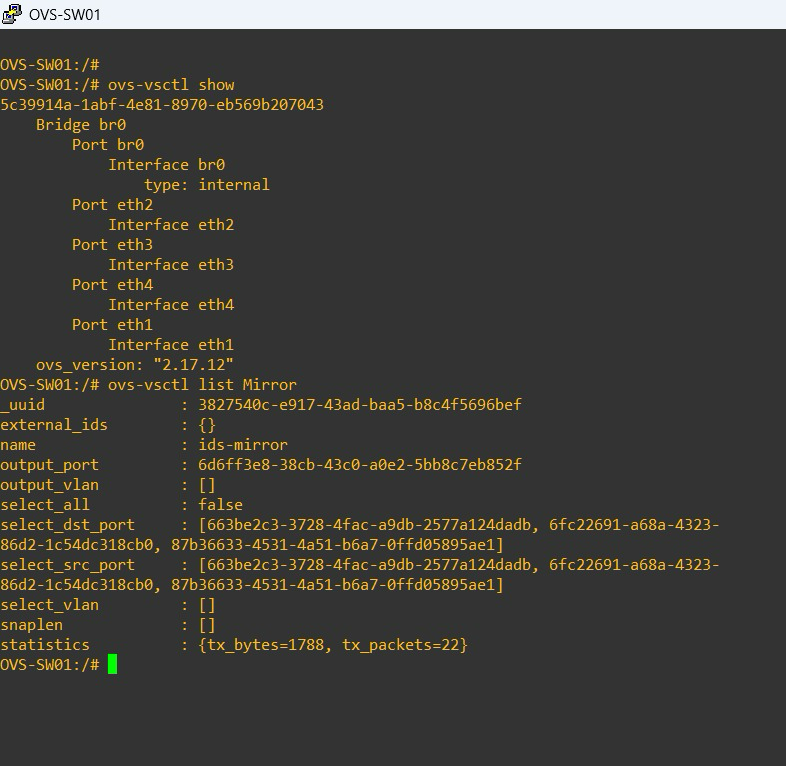 OVS-SW01
OVS-SW01:/#
OVS-SW01:/# ovs-vsctl show
5c39914a-1abf-4e81-8970-eb569b207043
    Bridge br0
        Port br0
            Interface br0
                type: internal
        Port eth2
            Interface eth2
        Port eth3
            Interface eth3
        Port eth4
            Interface eth4
        Port eth1
            Interface eth1
    ovs_version: "2.17.12"
OVS-SW01:/# ovs-vsctl list Mirror
_uuid               : 3827540c-e917-43ad-baa5-b8c4f5696bef
external_ids        : {}
name                : ids-mirror
output_port         : 6d6ff3e8-38cb-43c0-a0e2-5bb8c7eb852f
output_vlan         : []
select_all          : false
select_dst_port     : [663be2c3-3728-4fac-a9db-2577a124dadb, 6fc22691-a68a-4323-
86d2-1c54dc318cb0, 87b36633-4531-4a51-b6a7-0ffd05895ae1]
select_src_port     : [663be2c3-3728-4fac-a9db-2577a124dadb, 6fc22691-a68a-4323-
86d2-1c54dc318cb0, 87b36633-4531-4a51-b6a7-0ffd05895ae1]
select_vlan         : []
snaplen             : []
statistics          : {tx_bytes=1788, tx_packets=22}
OVS-SW01:/#